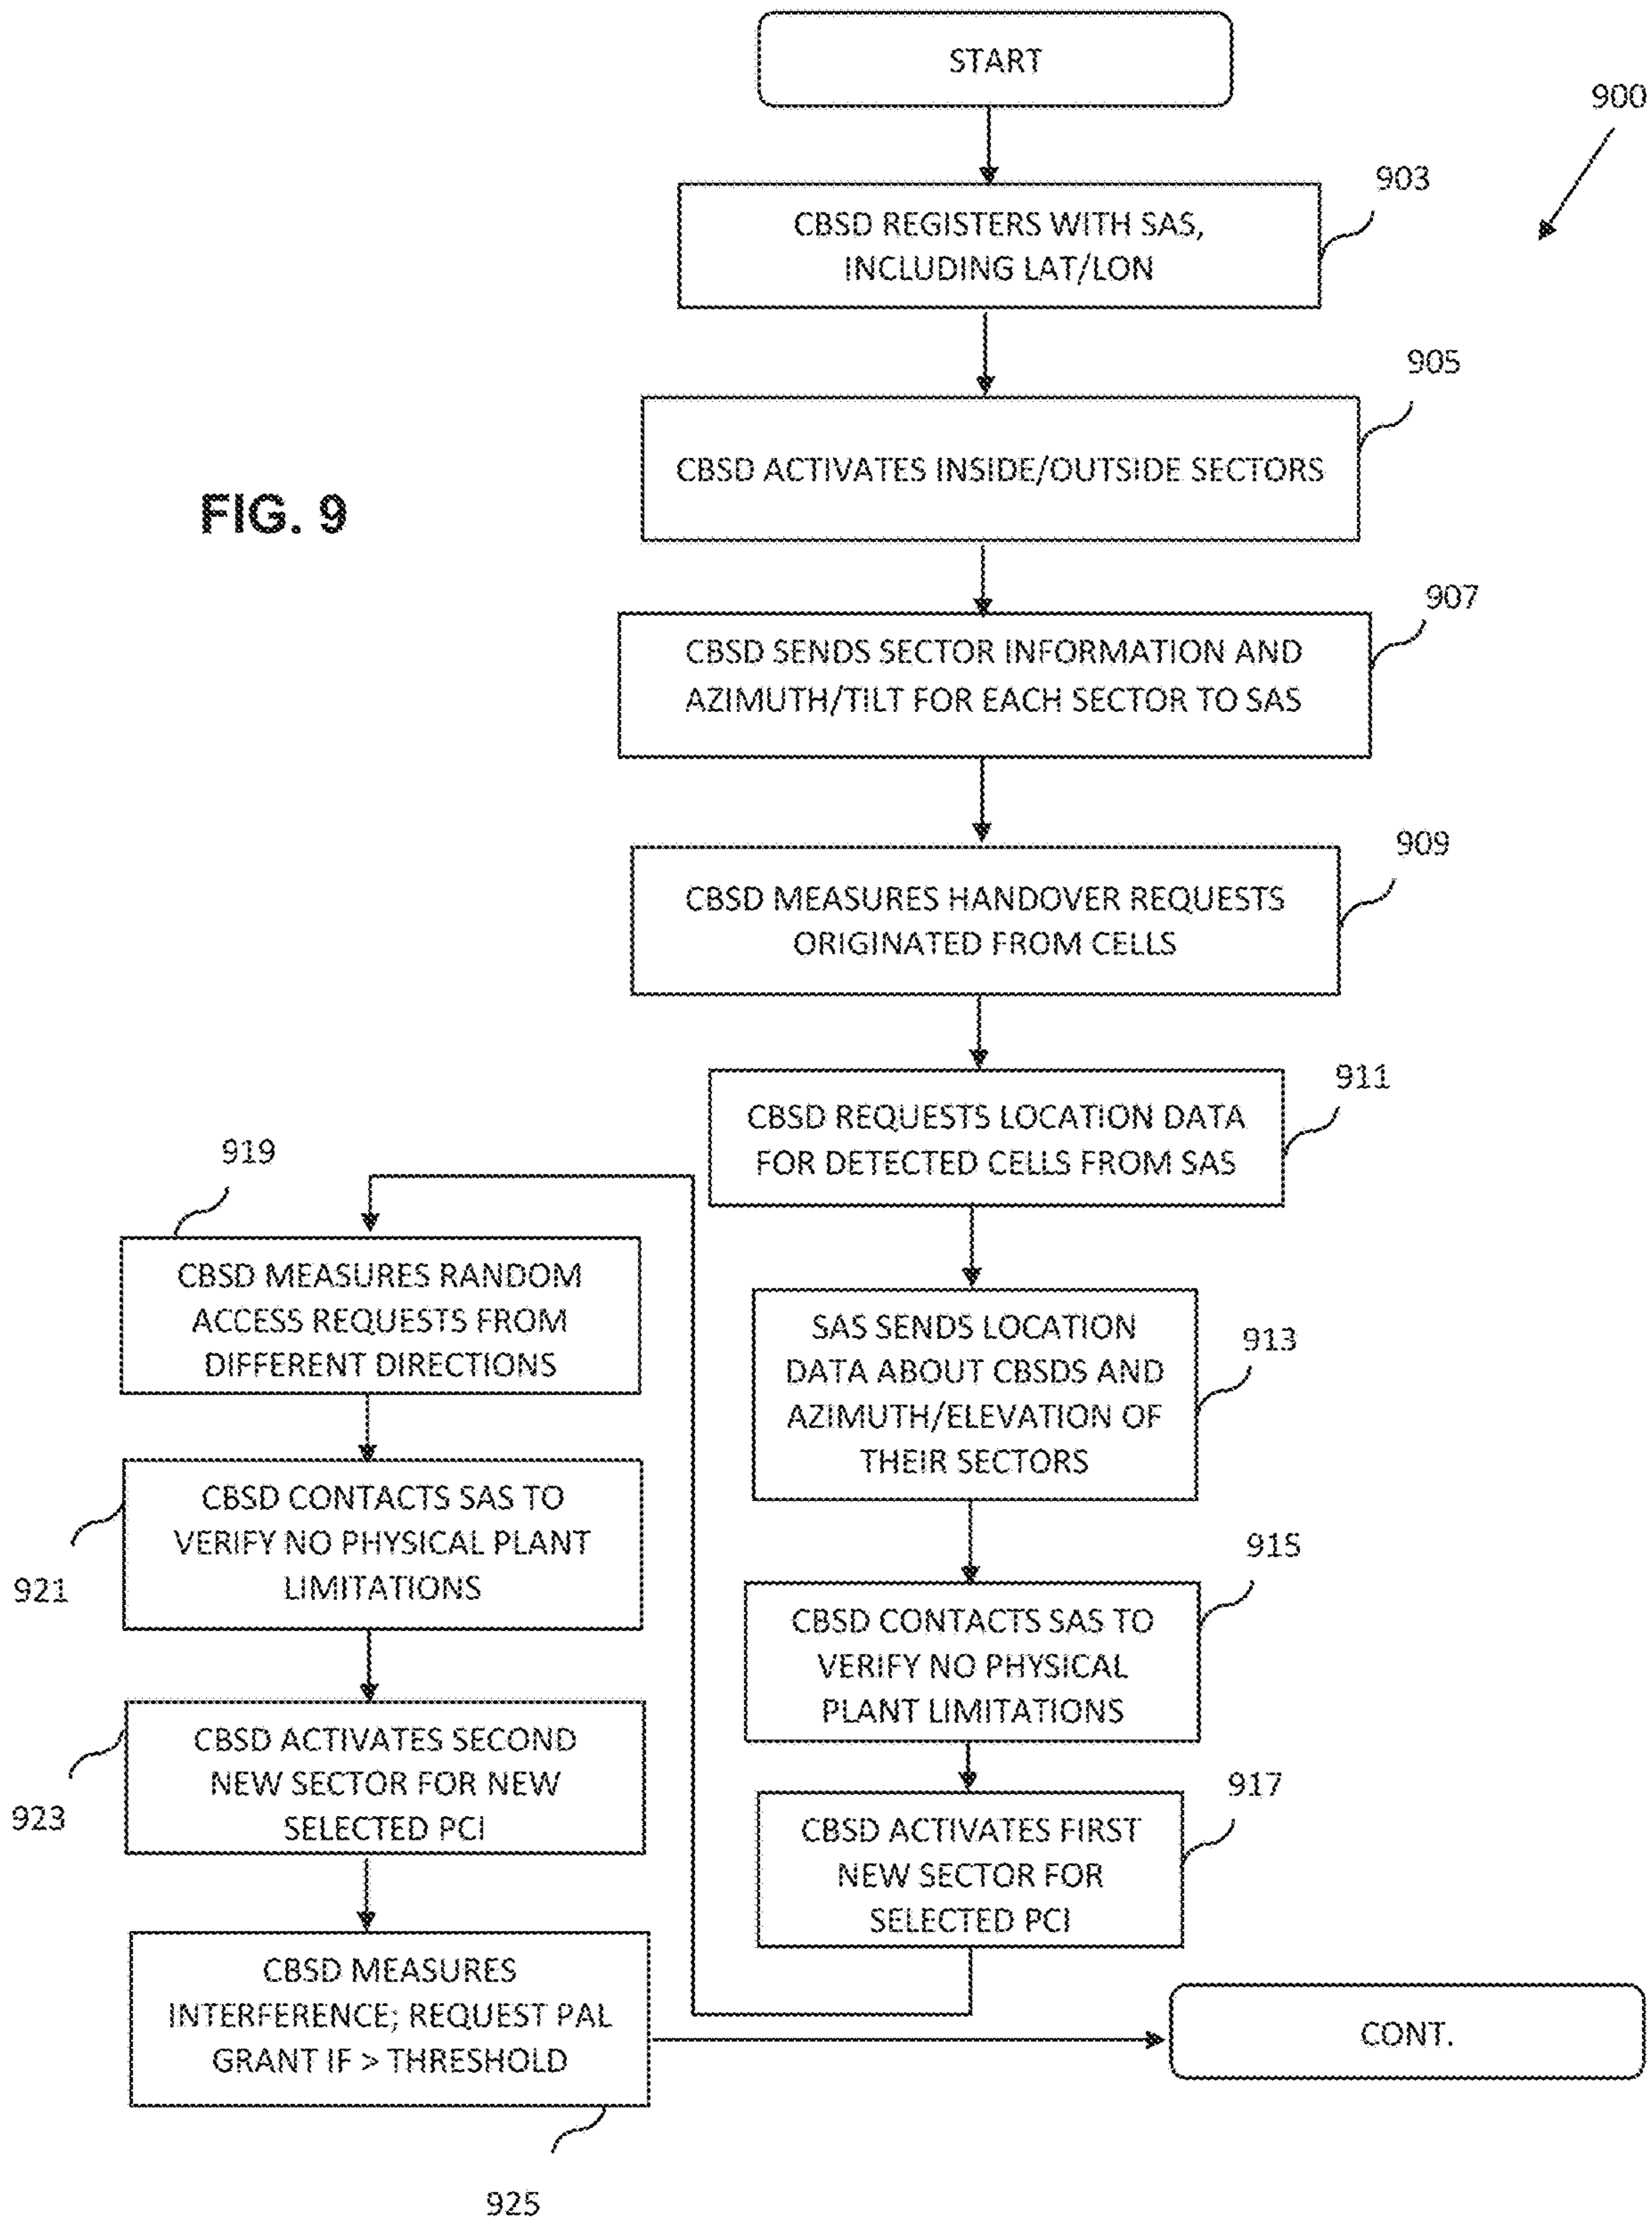 START
900
903
CBSD REGISTERS WITH SAS,
INCLUDING LAT/LON
905
CBSD ACTIVATES INSIDE/OUTSIDE SECTORS
FIG. 9
907
CBSD SENDS SECTOR INFORMATION AND
AZIMUTH/TILT FOR EACH SECTOR TO SAS
909
CBSD MEASURES HANDOVER REQUESTS
ORIGINATED FROM CELLS
911
CBSD REQUESTS LOCATION DATA
FOR DETECTED CELLS FROM SAS
913
SAS SENDS LOCATION
DATA ABOUT CBSDS AND
AZIMUTH/ELEVATION OF
THEIR SECTORS
915
CBSD CONTACTS SAS TO
VERIFY NO PHYSICAL
PLANT LIMITATIONS
917
CBSD ACTIVATES FIRST
NEW SECTOR FOR
SELECTED PCI
919
CBSD MEASURES RANDOM
ACCESS REQUESTS FROM
DIFFERENT DIRECTIONS
921
CBSD CONTACTS SAS TO
VERIFY NO PHYSICAL PLANT
LIMITATIONS
923
CBSD ACTIVATES SECOND
NEW SECTOR FOR NEW
SELECTED PCI
CBSD MEASURES
INTERFERENCE; REQUEST PAL
GRANT IF > THRESHOLD
925
CONT.